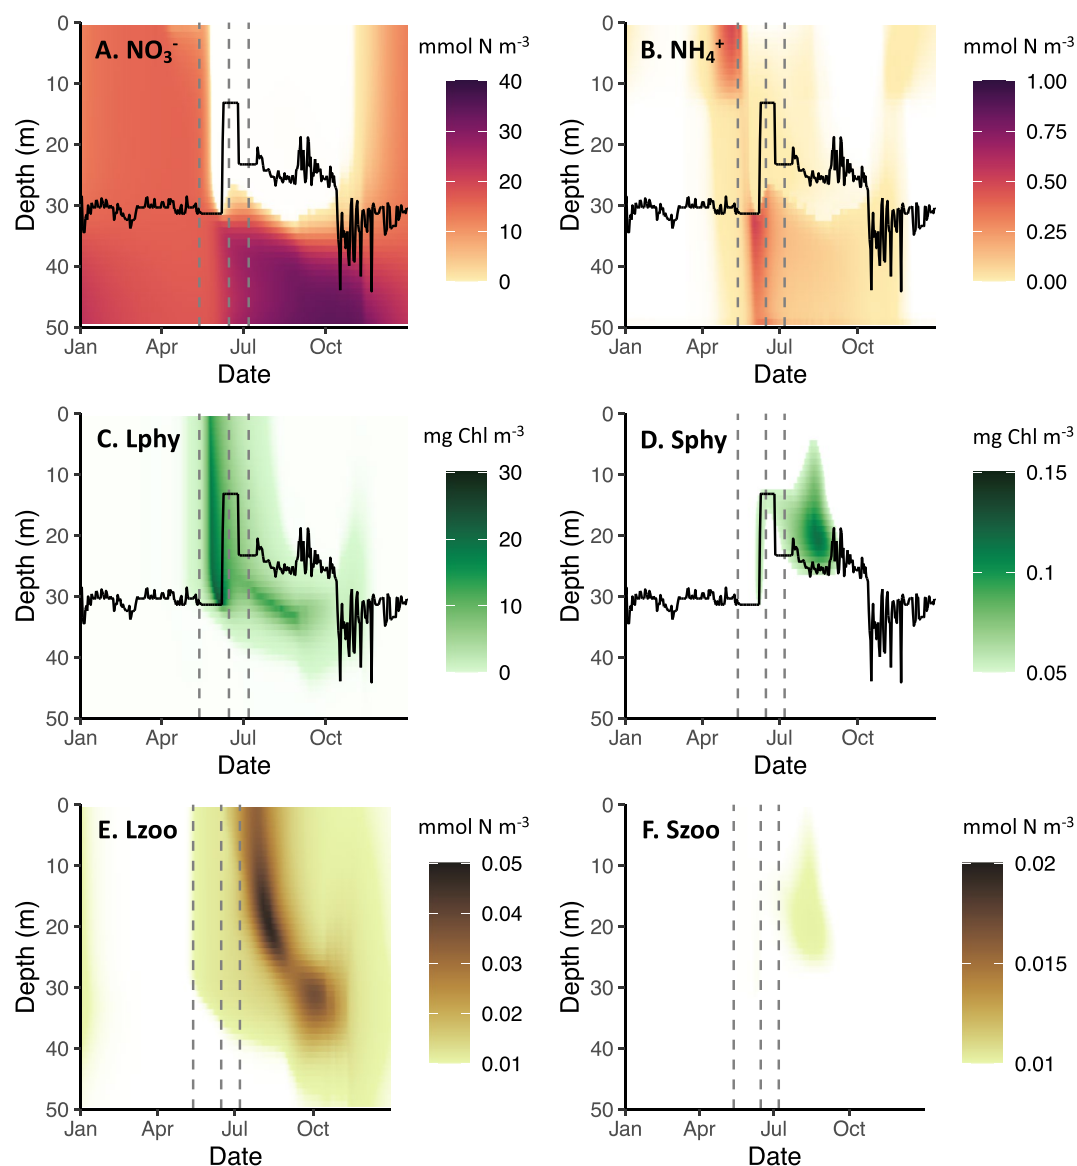 A. NO3-
mmol N m-3
0
10
20
30
40
50
Depth (m)
Jan Apr Jul Oct
Date
40
30
20
10
0
B. NH4+
mmol N m-3
0
10
20
30
40
50
Depth (m)
Jan Apr Jul Oct
Date
1.00
0.75
0.50
0.25
0.00
C. Lphy
mg Chl m-3
0
10
20
30
40
50
Depth (m)
Jan Apr Jul Oct
Date
30
20
10
0
D. Sphy
mg Chl m-3
0
10
20
30
40
50
Depth (m)
Jan Apr Jul Oct
Date
0.15
0.1
0.05
E. Lzoo
mmol N m-3
0
10
20
30
40
50
Depth (m)
Jan Apr Jul Oct
Date
0.05
0.04
0.03
0.02
0.01
F. Szoo
mmol N m-3
0
10
20
30
40
50
Depth (m)
Jan Apr Jul Oct
Date
0.02
0.015
0.01